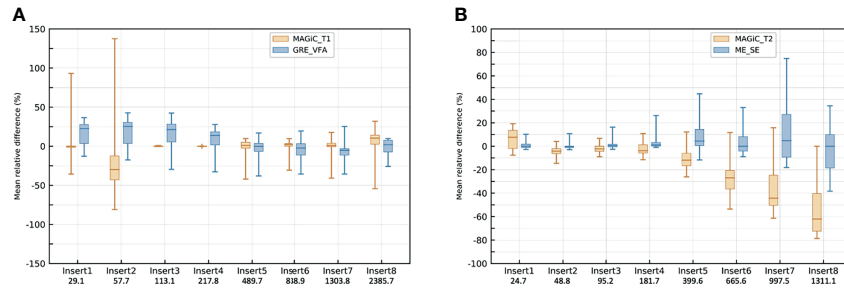 A
Mean relative difference (%)
150
100
50
25
0
-25
-50
-100
-150
MAGiC_T1
GRE_VFA
Insert1 Insert2 Insert3 Insert4 Insert5 Insert6 Insert7 Insert8
29.1 57.7 113.1 217.8 489.7 818.9 1303.8 2385.7
B
Mean relative difference (%)
100
80
60
40
20
0
-20
-40
-60
-80
-100
MAGiC_T2
ME_SE
Insert1 Insert2 Insert3 Insert4 Insert5 Insert6 Insert7 Insert8
24.7 48.8 95.2 181.7 399.6 665.6 997.5 1311.1